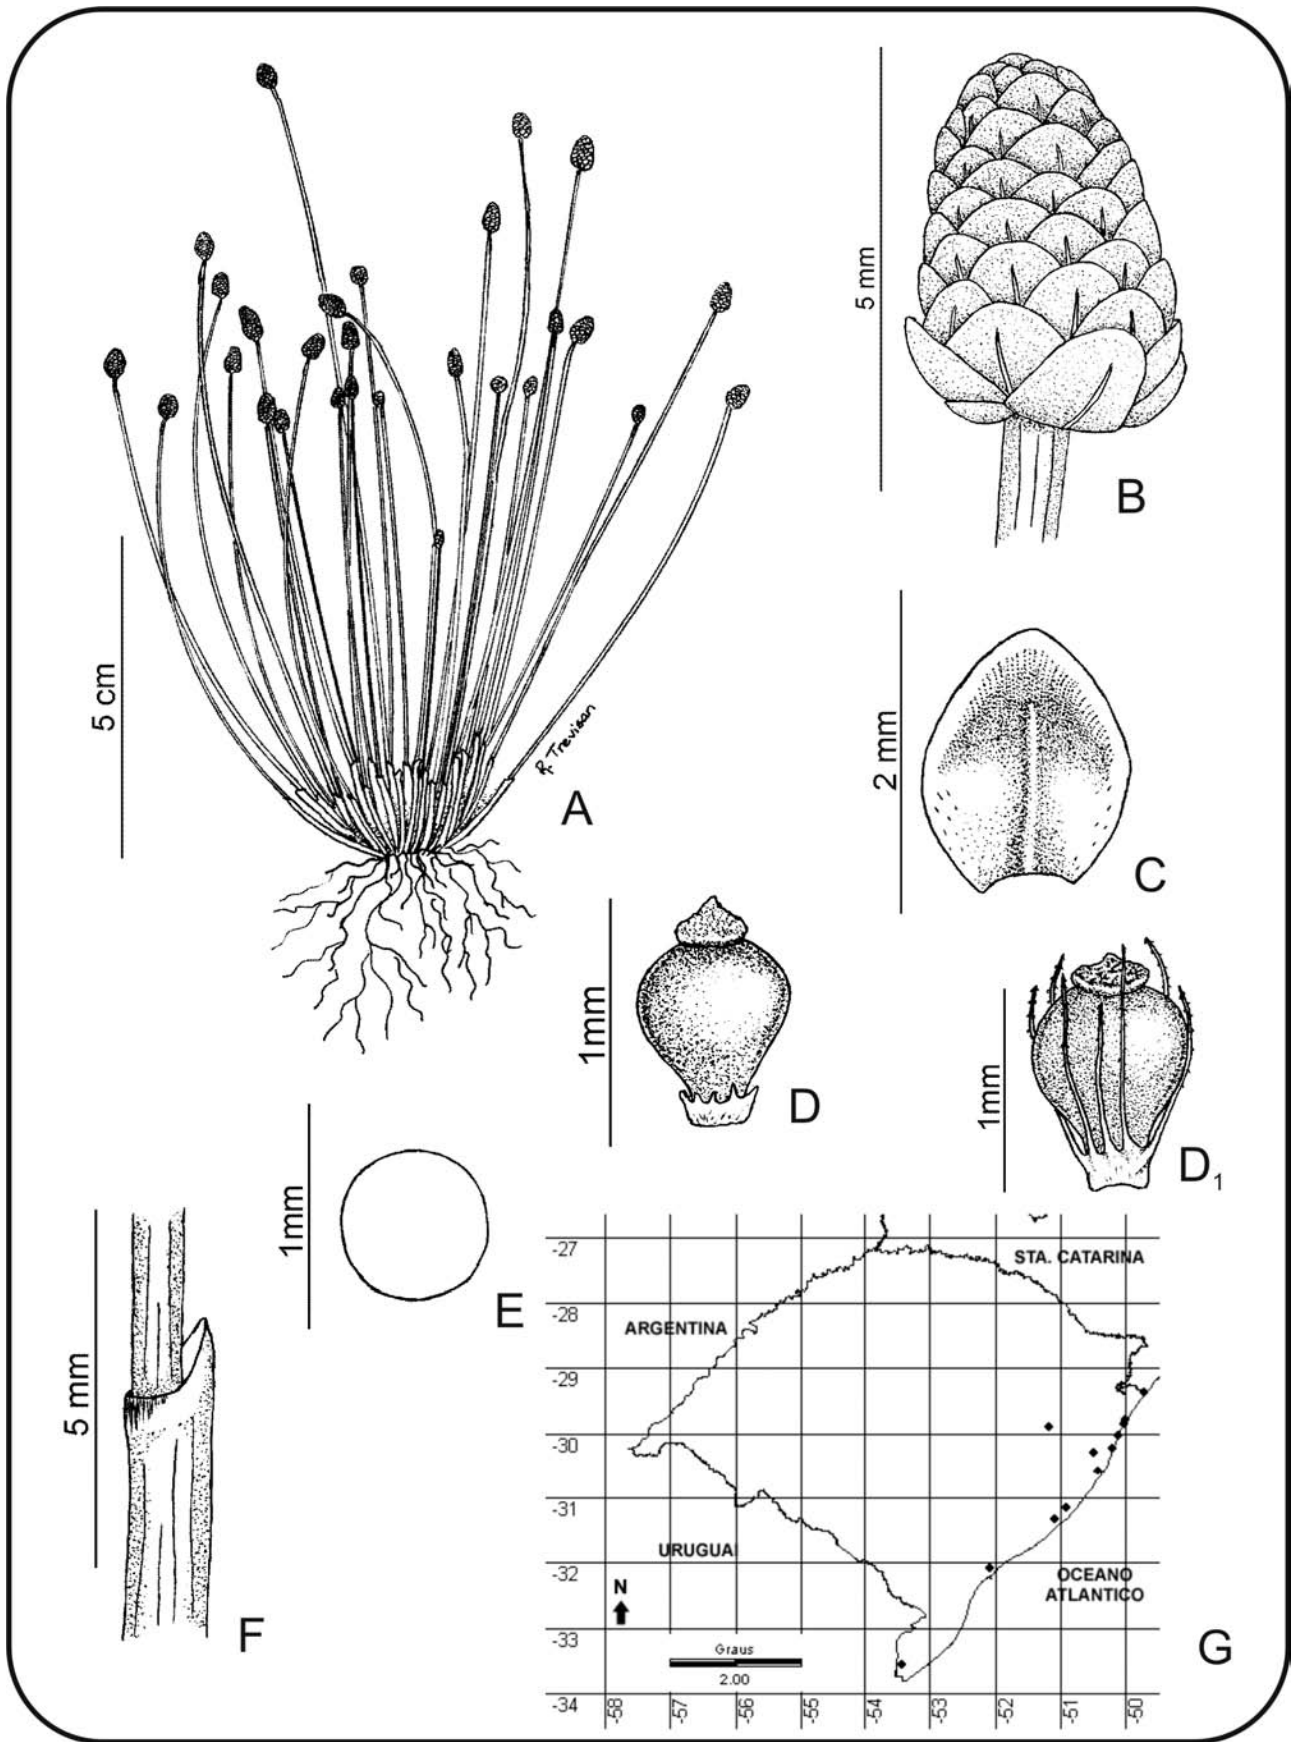 5 mm
B
5 cm
R. Trevisan
A
2 mm
C
1mm
D
1mm
D1
1mm
E
5 mm
F
-27
-28
-29
-30
-31
-32
-33
-34
STA. CATARINA
ARGENTINA
URUGUAI
OCEANO
ATLANTICO
N
Graus
2.00
G
-58
-57
-56
-55
-54
-53
-52
-51
-50